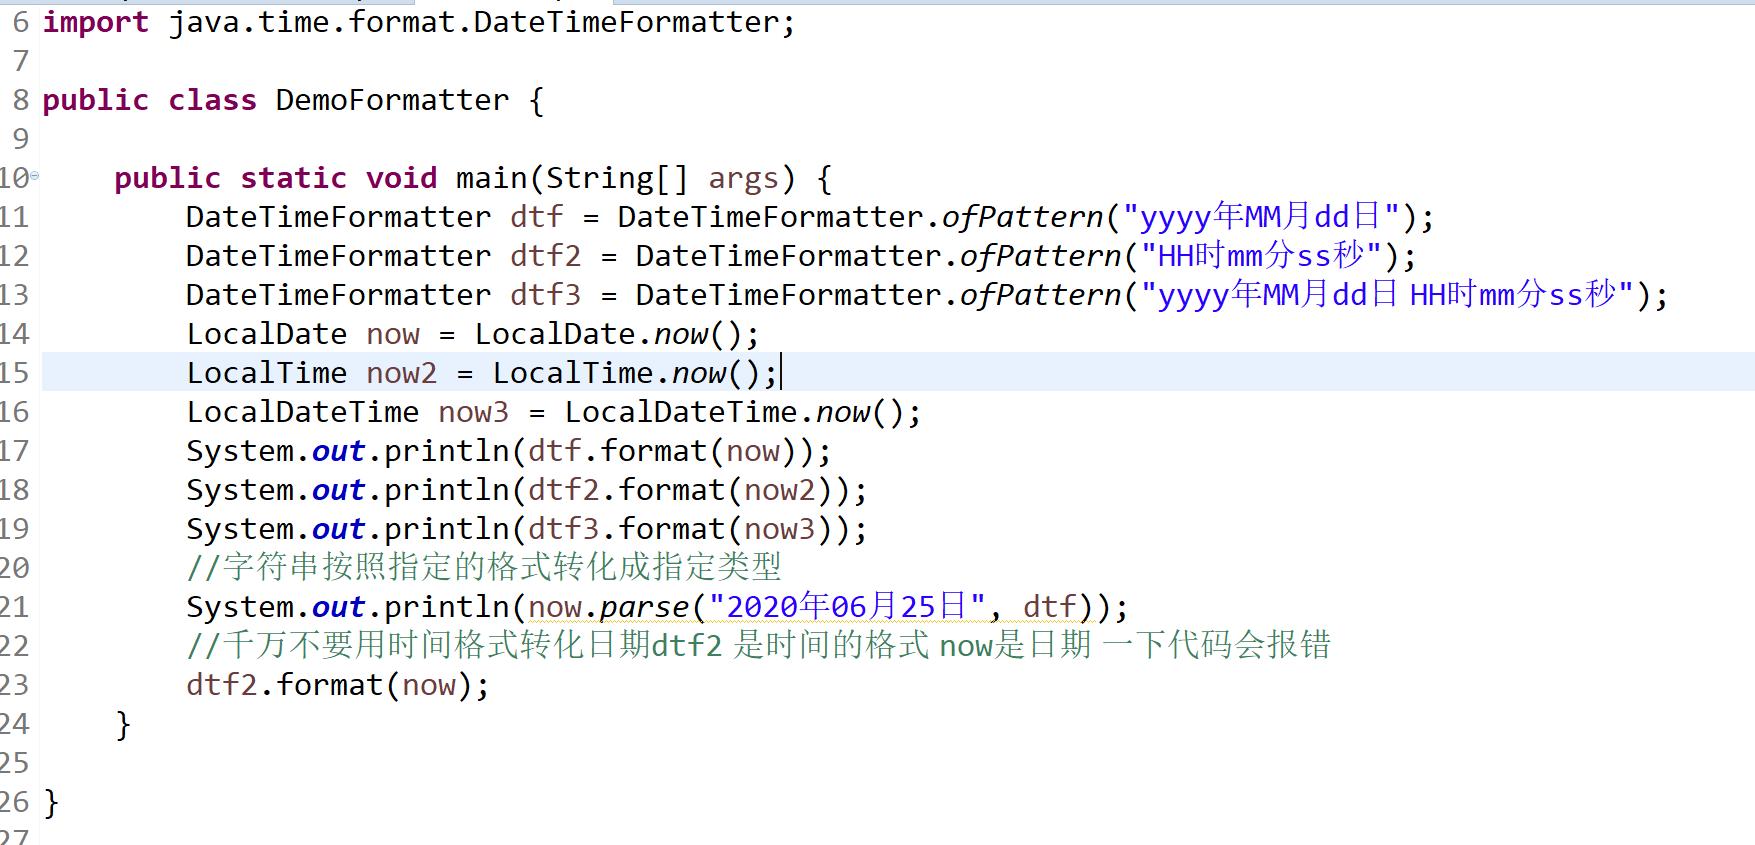 6 import java.time.format.DateTimeFormatter;
7
8 public class DemoFormatter {
9
10 public static void main(String[] args) {
11 DateTimeFormatter dtf = DateTimeFormatter.ofPattern("yyyy年MM月dd日");
12 DateTimeFormatter dtf2 = DateTimeFormatter.ofPattern("HH时mm分ss秒");
13 DateTimeFormatter dtf3 = DateTimeFormatter.ofPattern("yyyy年MM月dd日 HH时mm分ss秒");
14 LocalDate now = LocalDate.now();
15 LocalTime now2 = LocalTime.now();
16 LocalDateTime now3 = LocalDateTime.now();
17 System.out.println(dtf.format(now));
18 System.out.println(dtf2.format(now2));
19 System.out.println(dtf3.format(now3));
20 //字符串按照指定的格式转化成指定类型
21 System.out.println(now.parse("2020年06月25日", dtf));
22 //千万不要用时间格式转化日期dtf2 是时间的格式 now是日期 一下代码会报错
23 dtf2.format(now);
24 }
25
26 }
27